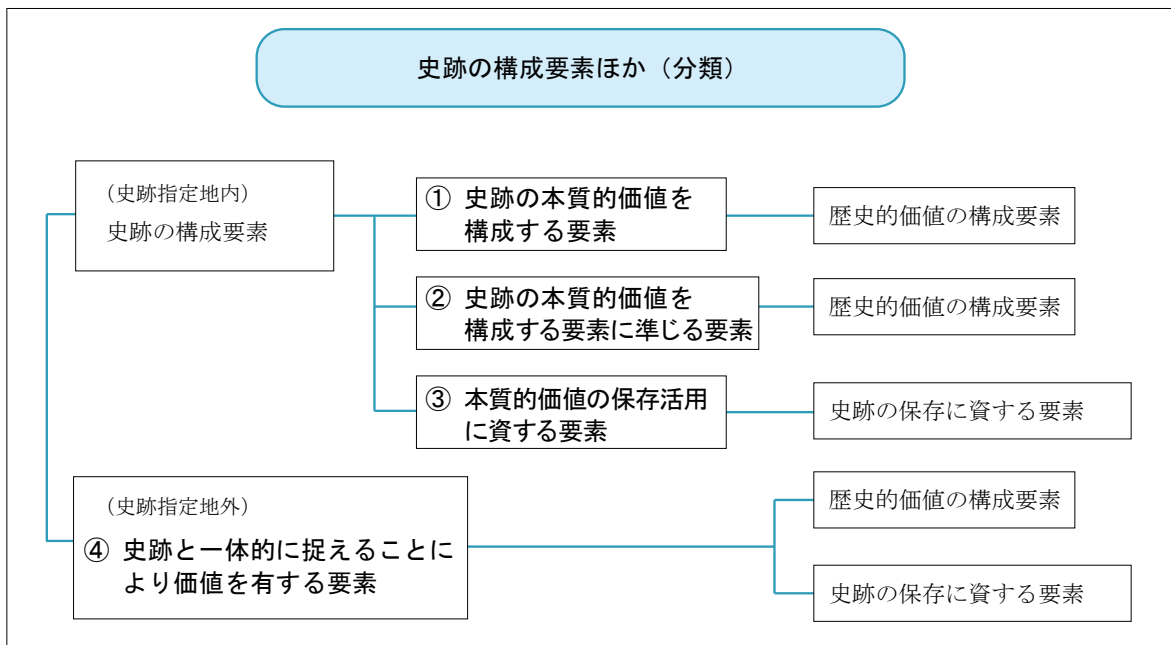 史跡の構成要素ほか（分類）
（史跡指定地内）
史跡の構成要素
① 史跡の本質的価値を
構成する要素
歴史的価値の構成要素
② 史跡の本質的価値を
構成する要素に準じる要素
歴史的価値の構成要素
③ 本質的価値の保存活用
に資する要素
史跡の保存に資する要素
（史跡指定地外）
④ 史跡と一体的に捉えることに
より価値を有する要素
歴史的価値の構成要素
史跡の保存に資する要素